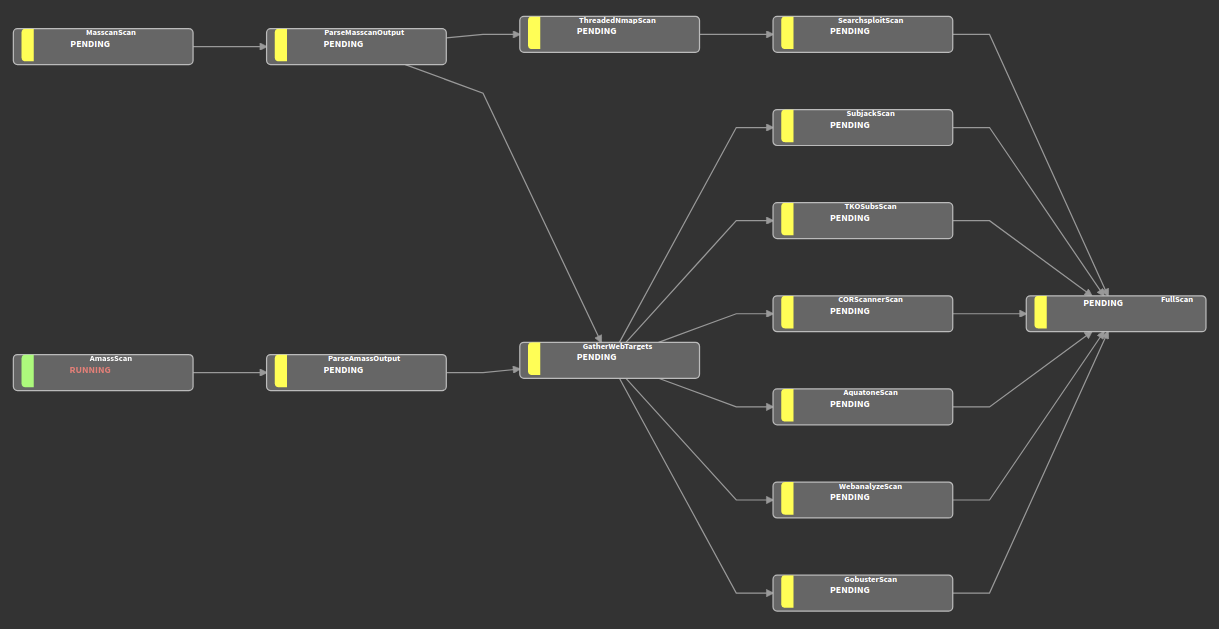 MasscanScan
PENDING
ParseMasscanOutput
PENDING
ThreadedNmapScan
PENDING
SearchsploitScan
PENDING
SubjackScan
PENDING
TKOSubsScan
PENDING
CORScannerScan
PENDING
FullScan
PENDING
AmassScan
RUNNING
ParseAmassOutput
PENDING
GatherWebTargets
PENDING
AquatoneScan
PENDING
WebanalyzeScan
PENDING
GobusterScan
PENDING